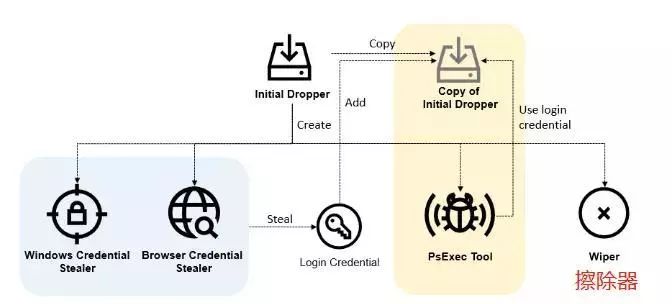 Copy
Initial Dropper
Copy of
Initial Dropper
Add
Use login
credential
Create
Steal
Windows Credential
Stealer
Browser Credential
Stealer
Login Credential
PsExec Tool
Wiper
擦除器